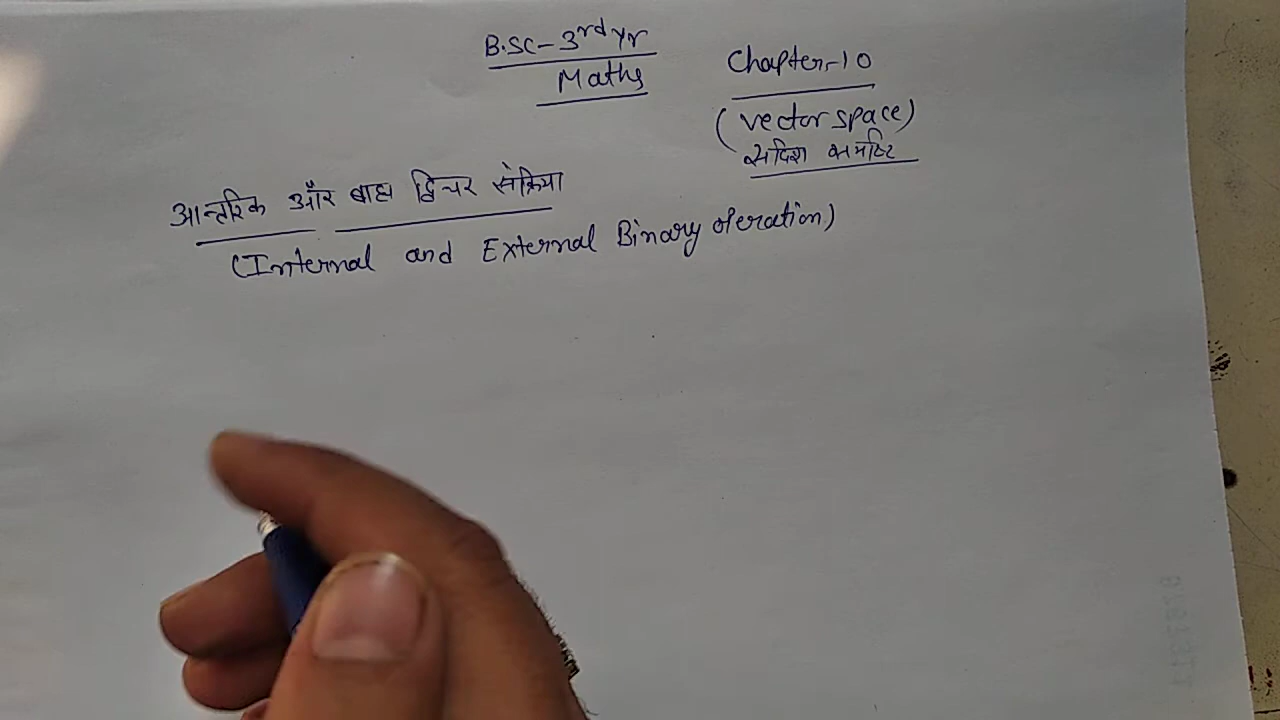 B.SC-3rd Yr
Maths
Chapter-10
(vector space)
सदिश समष्टि
आन्तरिक और बाह्य द्विचर संक्रिया
(Internal and External Binary operation)